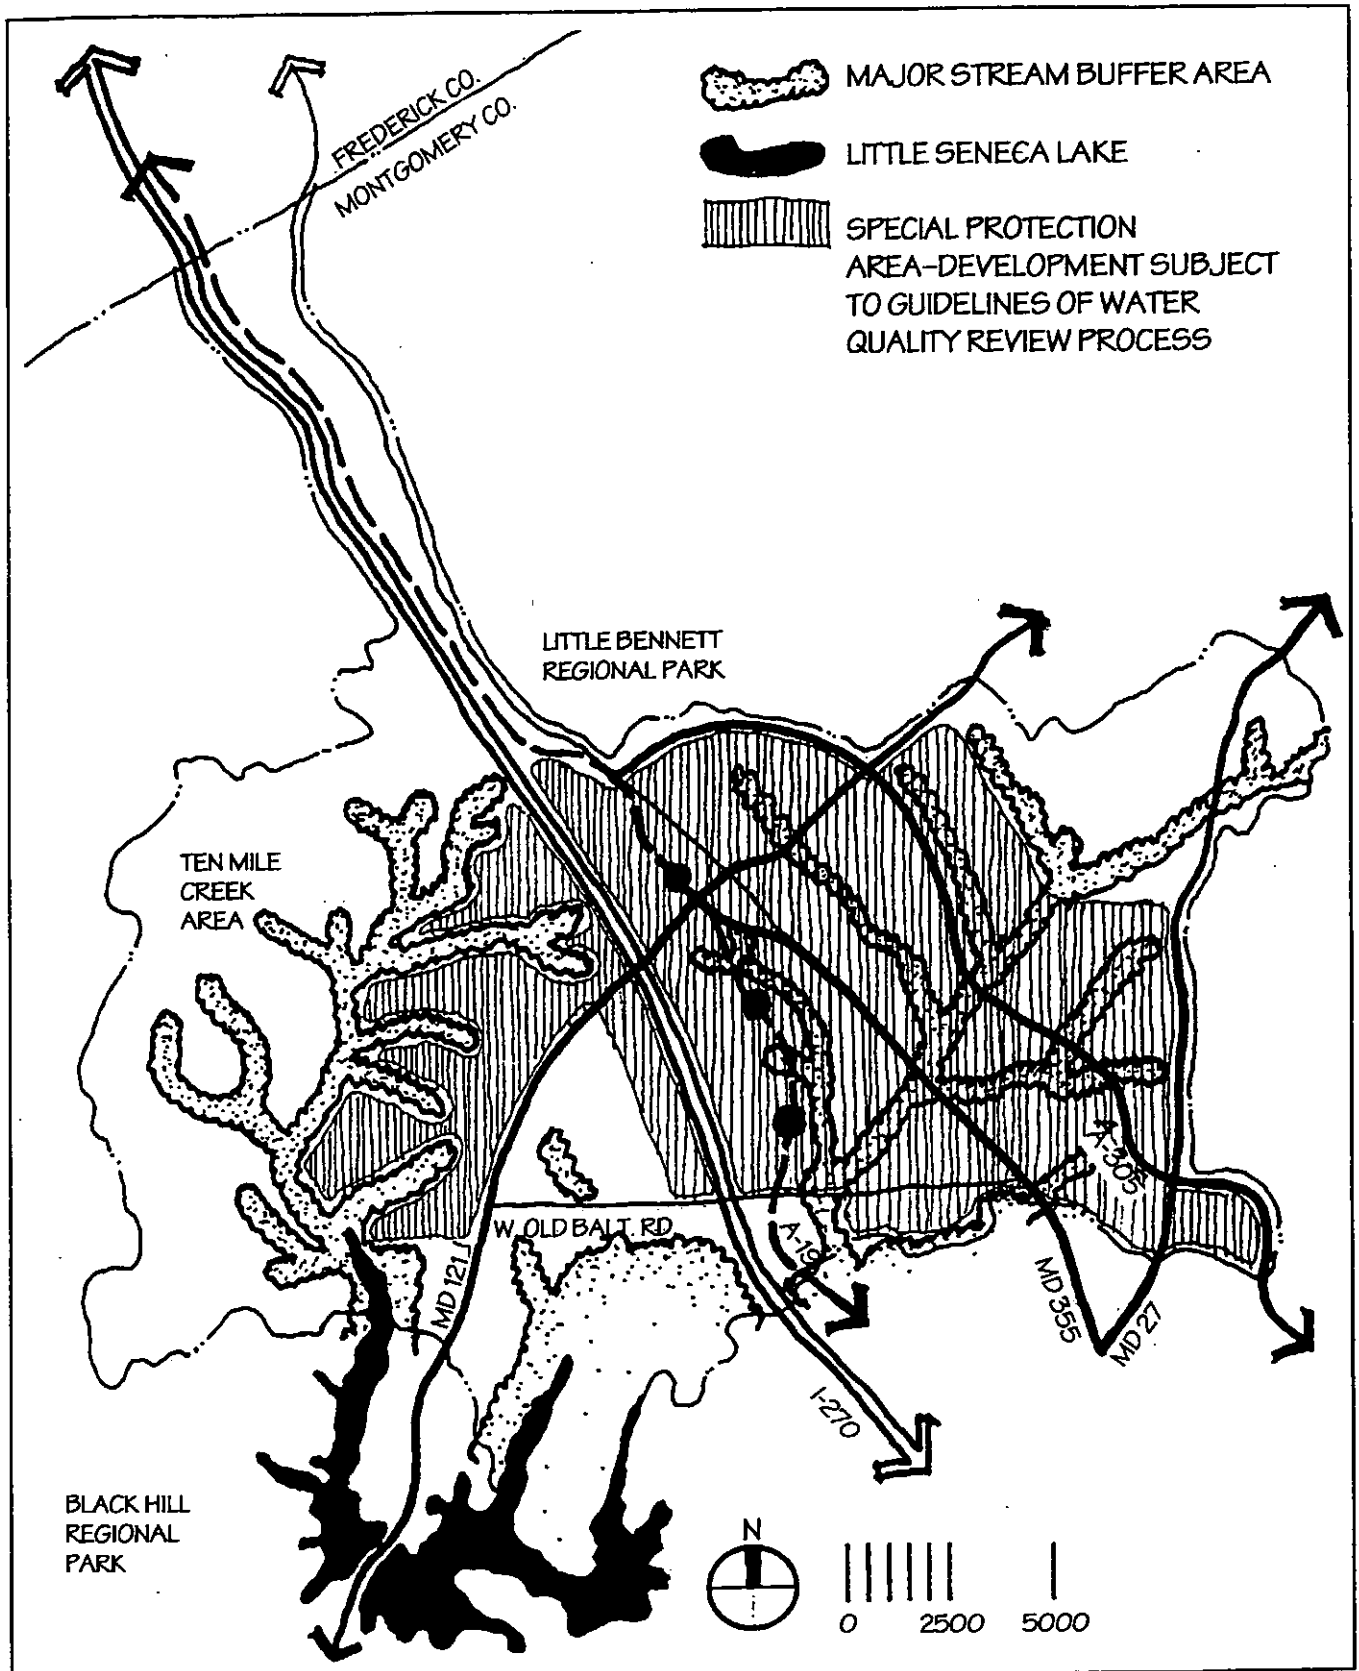 MAJOR STREAM BUFFER AREA
LITTLE SENECA LAKE
SPECIAL PROTECTION
AREA-DEVELOPMENT SUBJECT
TO GUIDELINES OF WATER
QUALITY REVIEW PROCESS
FREDERICK CO.
MONTGOMERY CO.
LITTLE BENNETT
REGIONAL PARK
TEN MILE
CREEK
AREA
A-305
W. OLD BALT. RD.
A-19
MD 121
MD 355
MD 27
I-270
BLACK HILL
REGIONAL
PARK
N
0 2500 5000